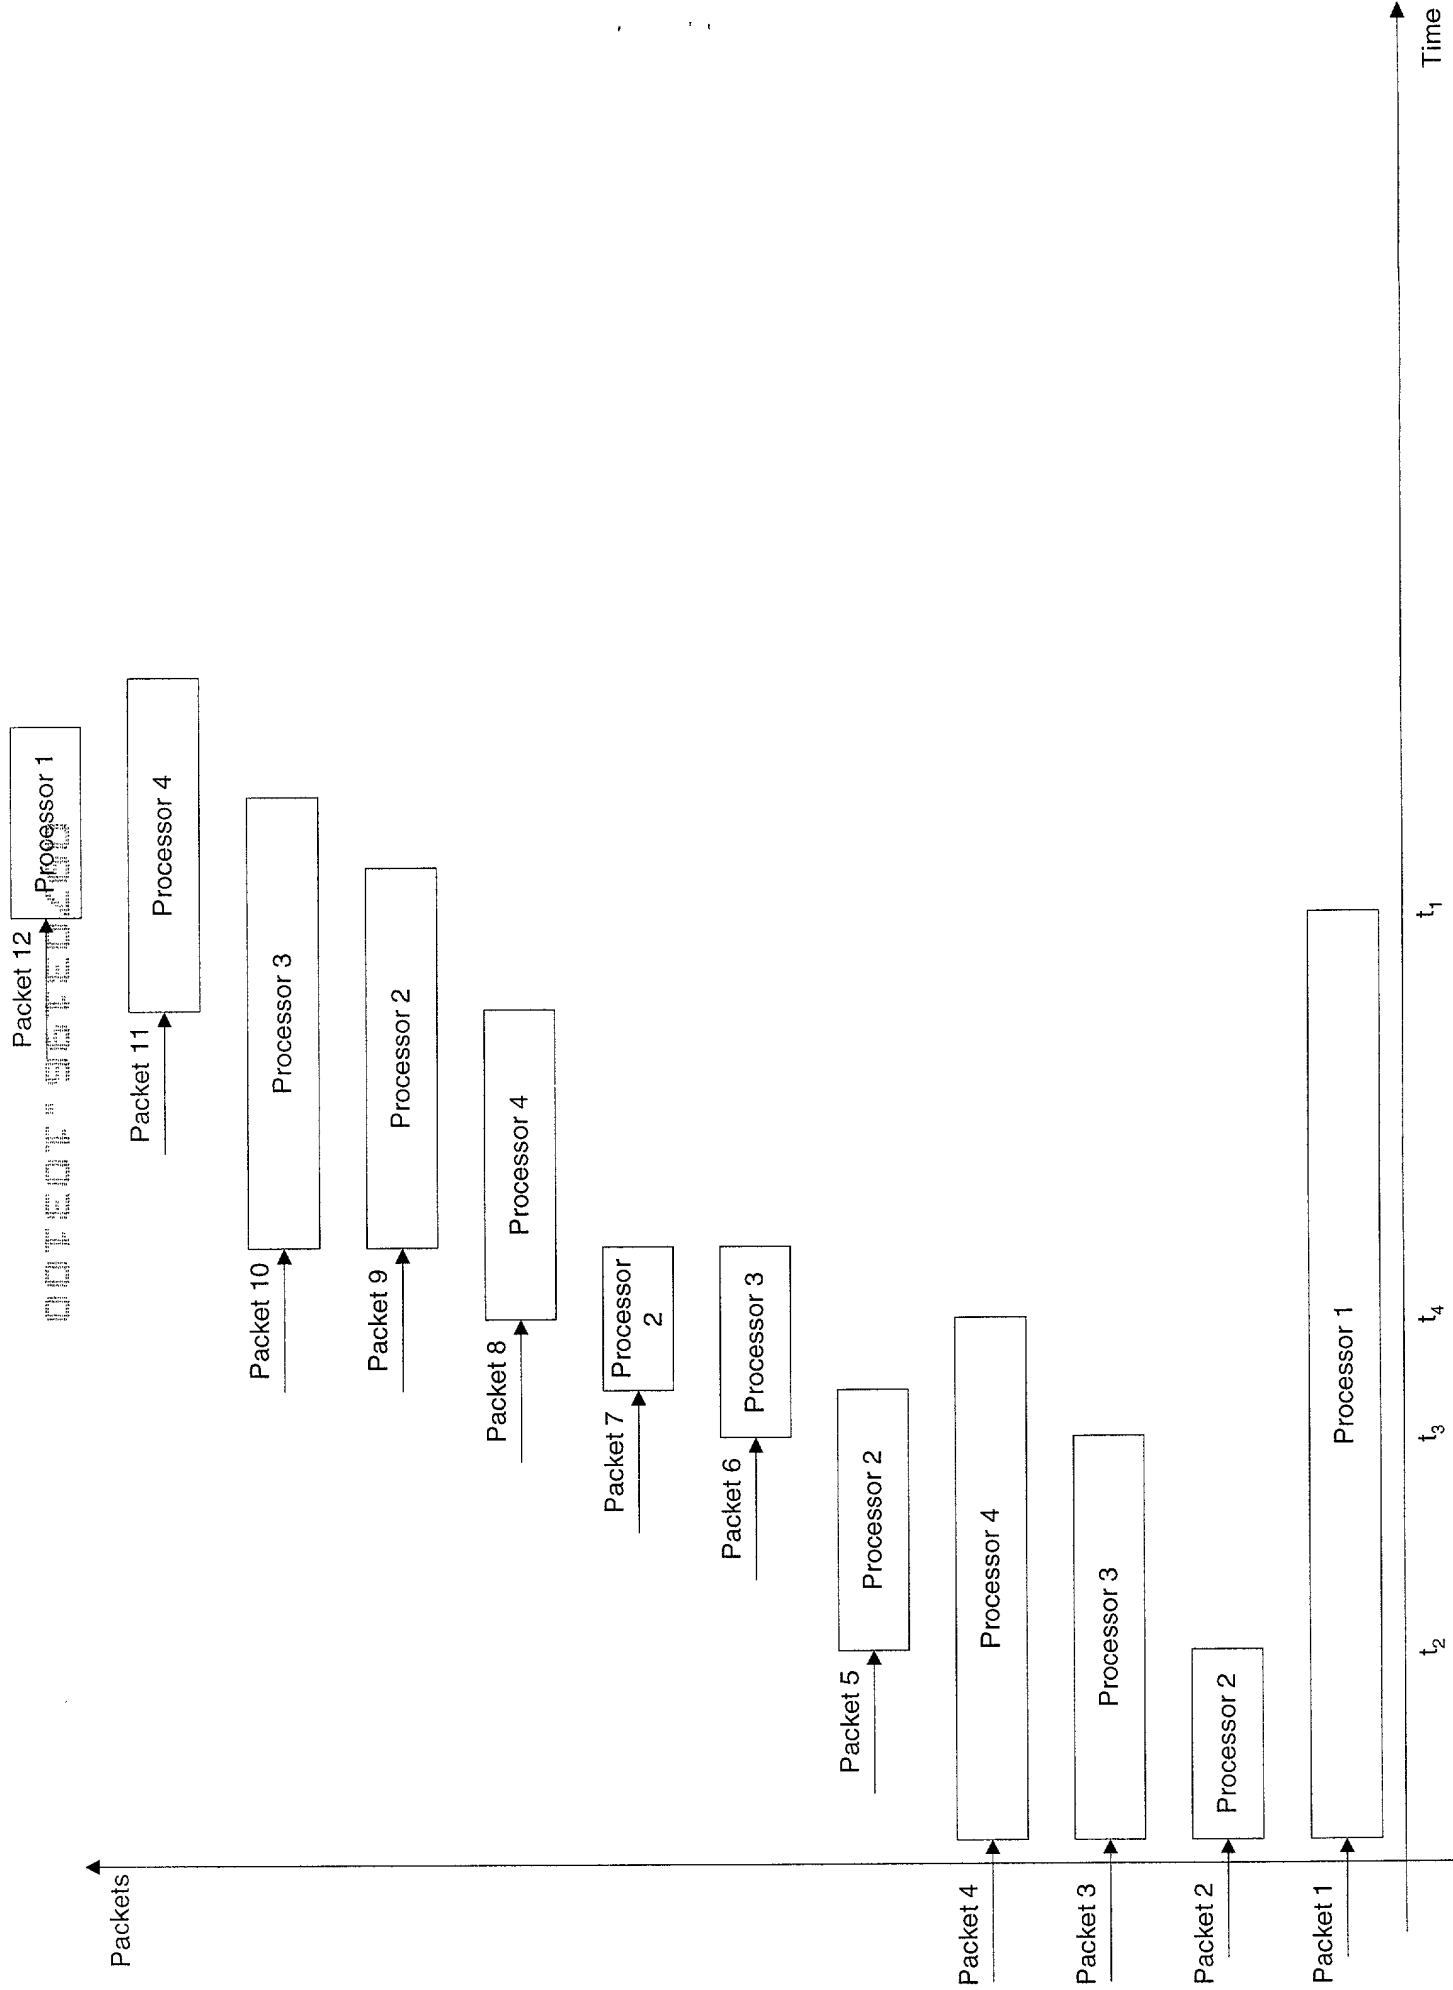 Packets
Packet 12
Processor 1
Packet 11
Processor 4
Packet 10
Processor 3
Packet 9
Processor 2
Packet 8
Processor 4
Packet 7
Processor
2
Packet 6
Processor 3
Packet 5
Processor 2
Packet 4
Processor 4
Packet 3
Processor 3
Packet 2
Processor 2
Packet 1
Processor 1
t2
t3
t4
t1
Time